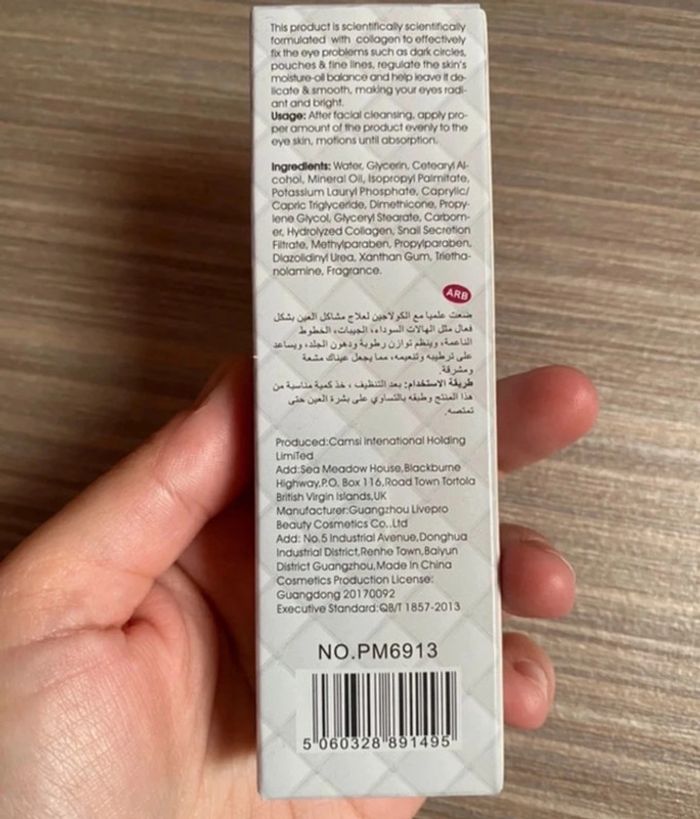 This product is scientifically scientifically
formulated with collagen to effectively
fix the eye problems such as dark circles,
pouches & fine lines, regulate the skin's
moisture-oil balance and help leave it de-
licate & smooth, making your eyes radi-
ant and bright.
Usage: After facial cleansing, apply pro-
per amount of the product evenly to the
eye skin, motions until absorption.
Ingredients: Water, Glycerin, Cetearyl Al-
cohol, Mineral Oil, Isopropyl Palmitate,
Potassium Lauryl Phosphate, Caprylic/
Capric Triglyceride, Dimethicone, Propy-
lene Glycol, Glyceryl Stearate, Carbom-
er, Hydrolyzed Collagen, Snail Secretion
Filtrate, Methylparaben, Propylparaben,
Diazolidinyl Urea, Xanthan Gum, Trietha-
nolamine, Fragrance.
ARB
ضعت علميا مع الكولاجين لعلاج مشاكل العين بشكل
فعال مثل الهالات السوداء، الجيبات، الخطوط
الناعمة، وينظم توازن رطوبة ودهون الجلد، ويساعد
على ترطيبه وتنعيمه، مما يجعل عيناك مشعة
ومشرقة.
طريقة الاستخدام: بعد التنظيف ، خذ كمية مناسبة من
هذا المنتج وطبقه بالتساوي على بشرة العين حتى
تمتصه.
Produced:Camsi Intenational Holding
LimiTed
Add:Sea Meadow House,Blackburne
Highway,P.O. Box 116,Road Town Tortola
British Virgin Islands,UK
Manufacturer:Guangzhou Livepro
Beauty Cosmetics Co.,Ltd
Add: No.5 Industrial Avenue,Donghua
Industrial District,Renhe Town,Baiyun
District Guangzhou,Made In China
Cosmetics Production License:
Guangdong 20170092
Executive Standard:QB/T 1857-2013
NO.PM6913
5 060328 891495